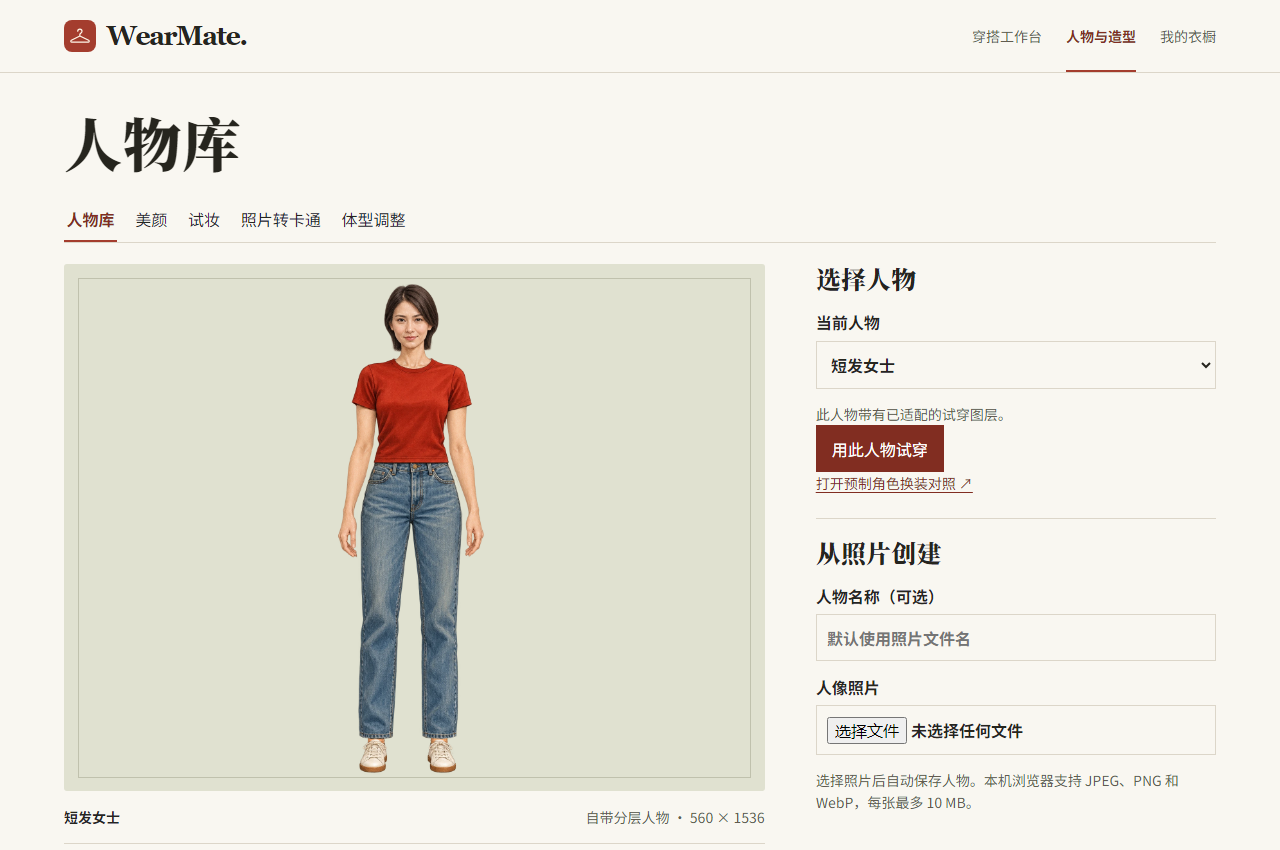 WearMate.
穿搭工作台
人物与造型
我的衣橱
人物库
人物库
美颜
试妆
照片转卡通
体型调整
选择人物
当前人物
短发女士
此人物带有已适配的试穿图层。
用此人物试穿
打开预制角色换装对照 ↗
从照片创建
人物名称（可选）
默认使用照片文件名
人像照片
选择文件 未选择任何文件
选择照片后自动保存人物。本机浏览器支持 JPEG、PNG 和
WebP，每张最多 10 MB。
短发女士
自带分层人物 · 560 × 1536